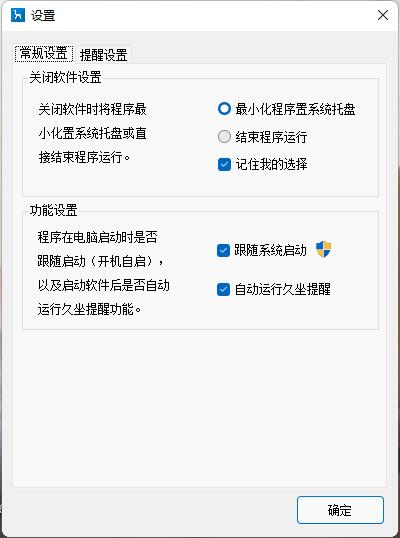 设置
常规设置 提醒设置
关闭软件设置
关闭软件时将程序最
小化置系统托盘或直
接结束程序运行。
最小化程序置系统托盘
结束程序运行
记住我的选择
功能设置
程序在电脑启动时是否
跟随启动（开机自启），
以及启动软件后是否自动
运行久坐提醒功能。
跟随系统启动
自动运行久坐提醒
确定